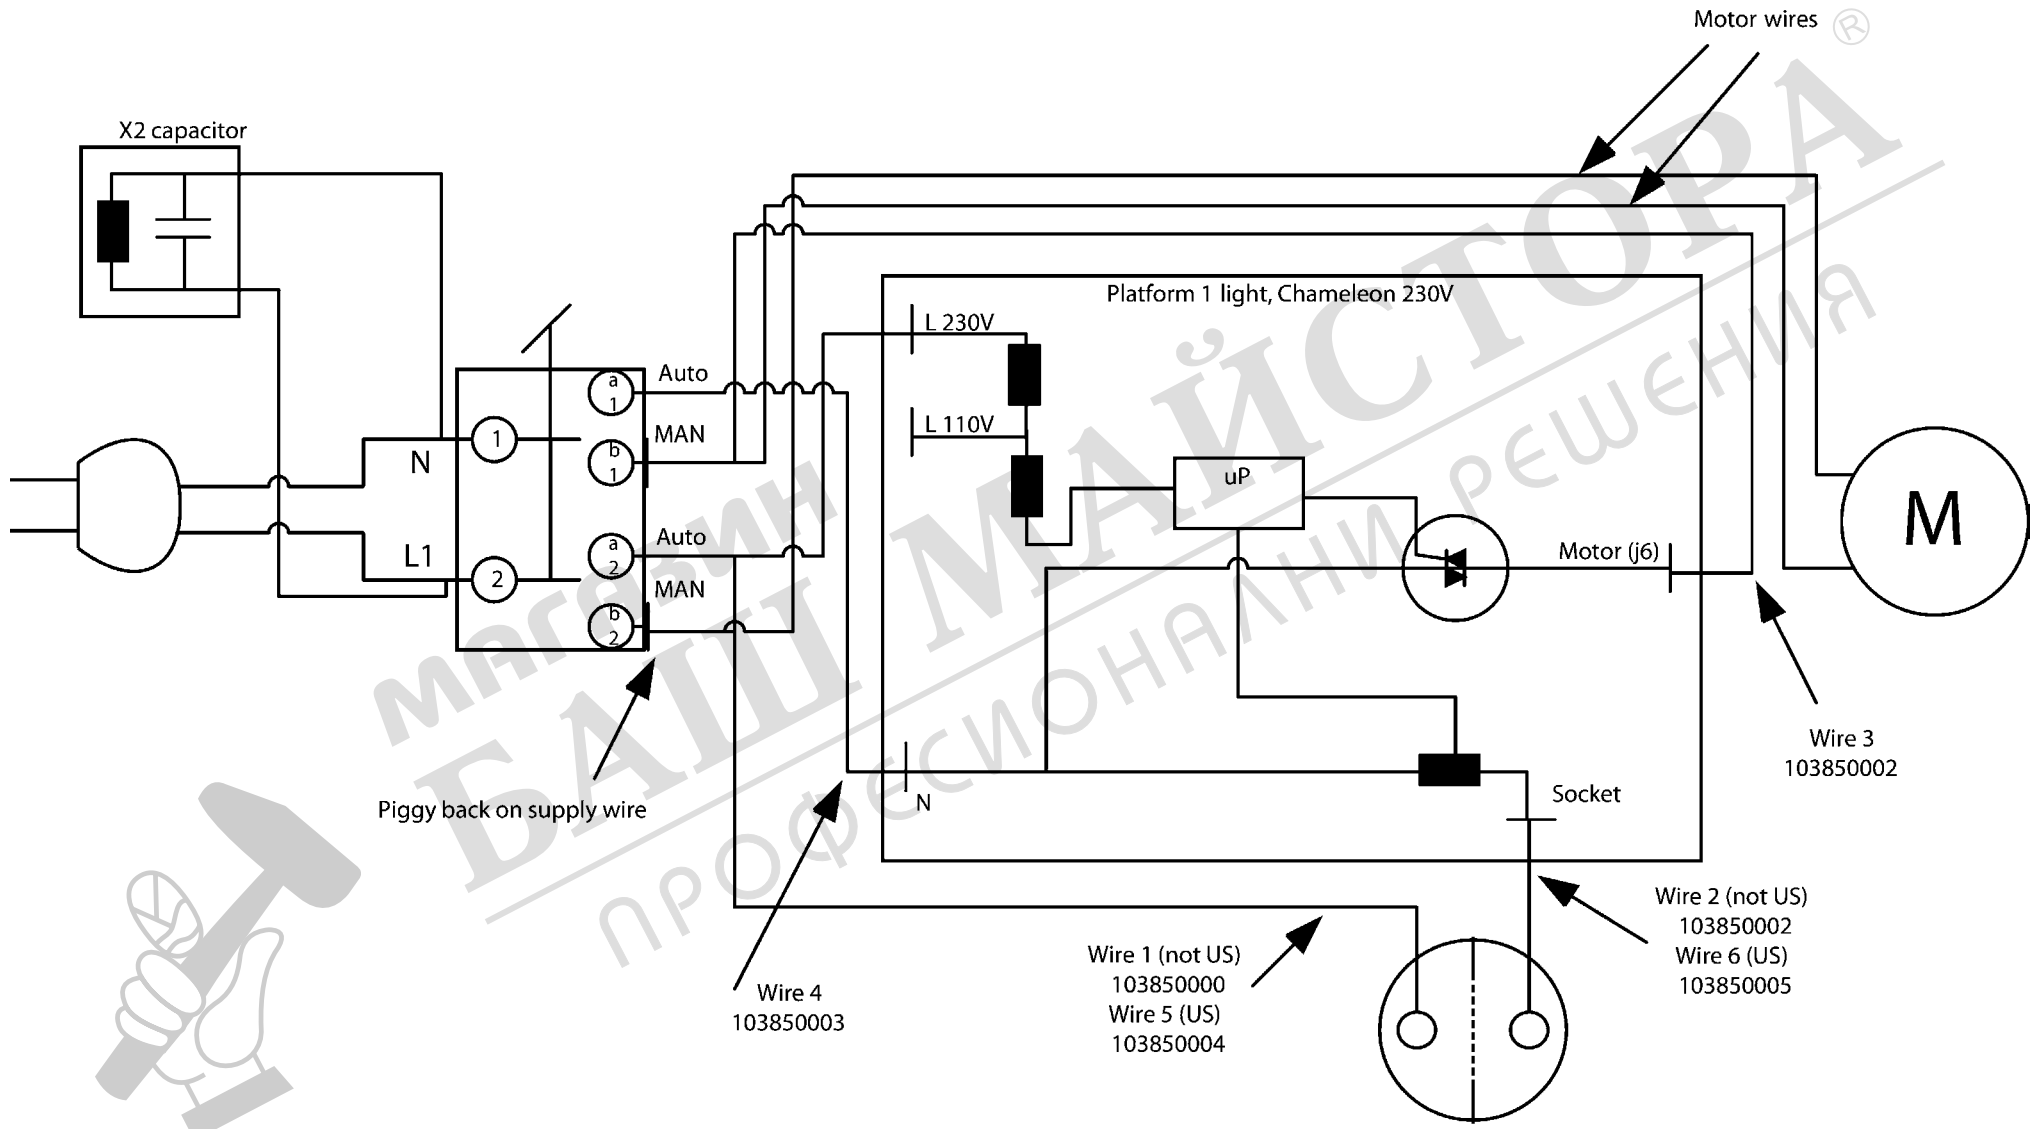 Motor wires
®
X2 capacitor
Platform 1 light, Chameleon 230V
L 230V
Auto
a
1
L 110V
MAN
1
N
b
1
uP
M
Auto
Motor (j6)
L1
a
2
2
MAN
b
2
Wire 3
103850002
Piggy back on supply wire
N
Socket
Wire 2 (not US)
103850002
Wire 6 (US)
103850005
Wire 1 (not US)
103850000
Wire 5 (US)
103850004
Wire 4
103850003
МАГАЗИН
БАШ МАЙСТОРА
ПРОФЕСИОНАЛНИ РЕШЕНИЯ